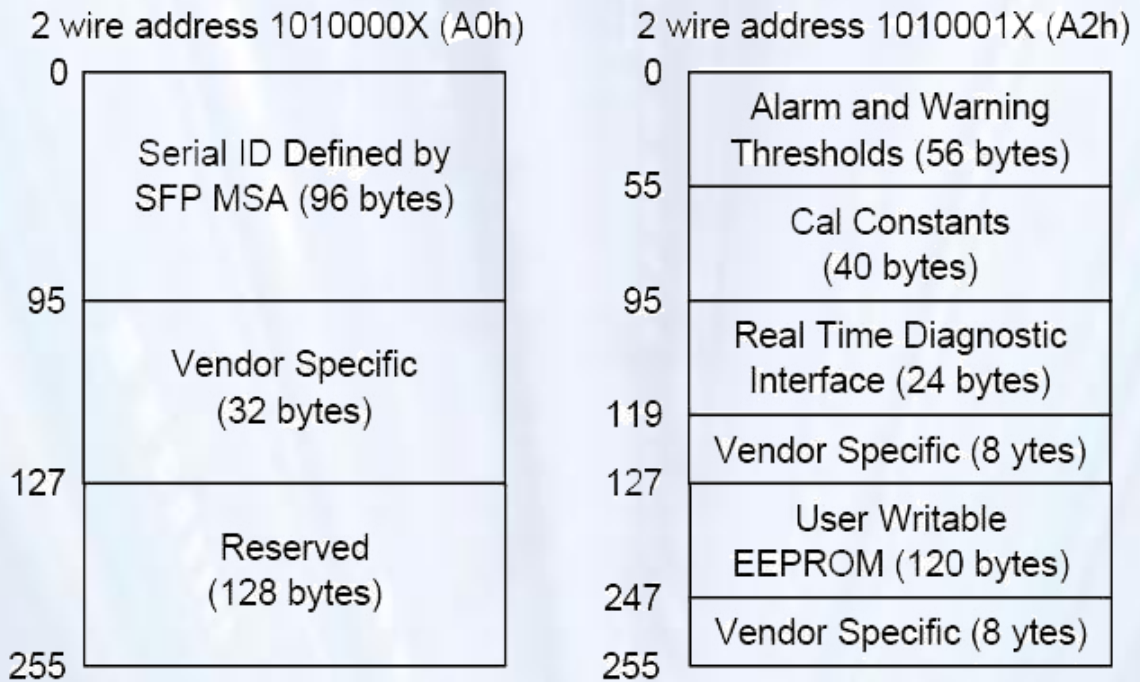 2 wire address 1010000X (A0h)
0
Serial ID Defined by
SFP MSA (96 bytes)
95
Vendor Specific
(32 bytes)
127
Reserved
(128 bytes)
255
2 wire address 1010001X (A2h)
0
Alarm and Warning
Thresholds (56 bytes)
55
Cal Constants
(40 bytes)
95
Real Time Diagnostic
Interface (24 bytes)
119
Vendor Specific (8 ytes)
127
User Writable
EEPROM (120 bytes)
247
Vendor Specific (8 ytes)
255